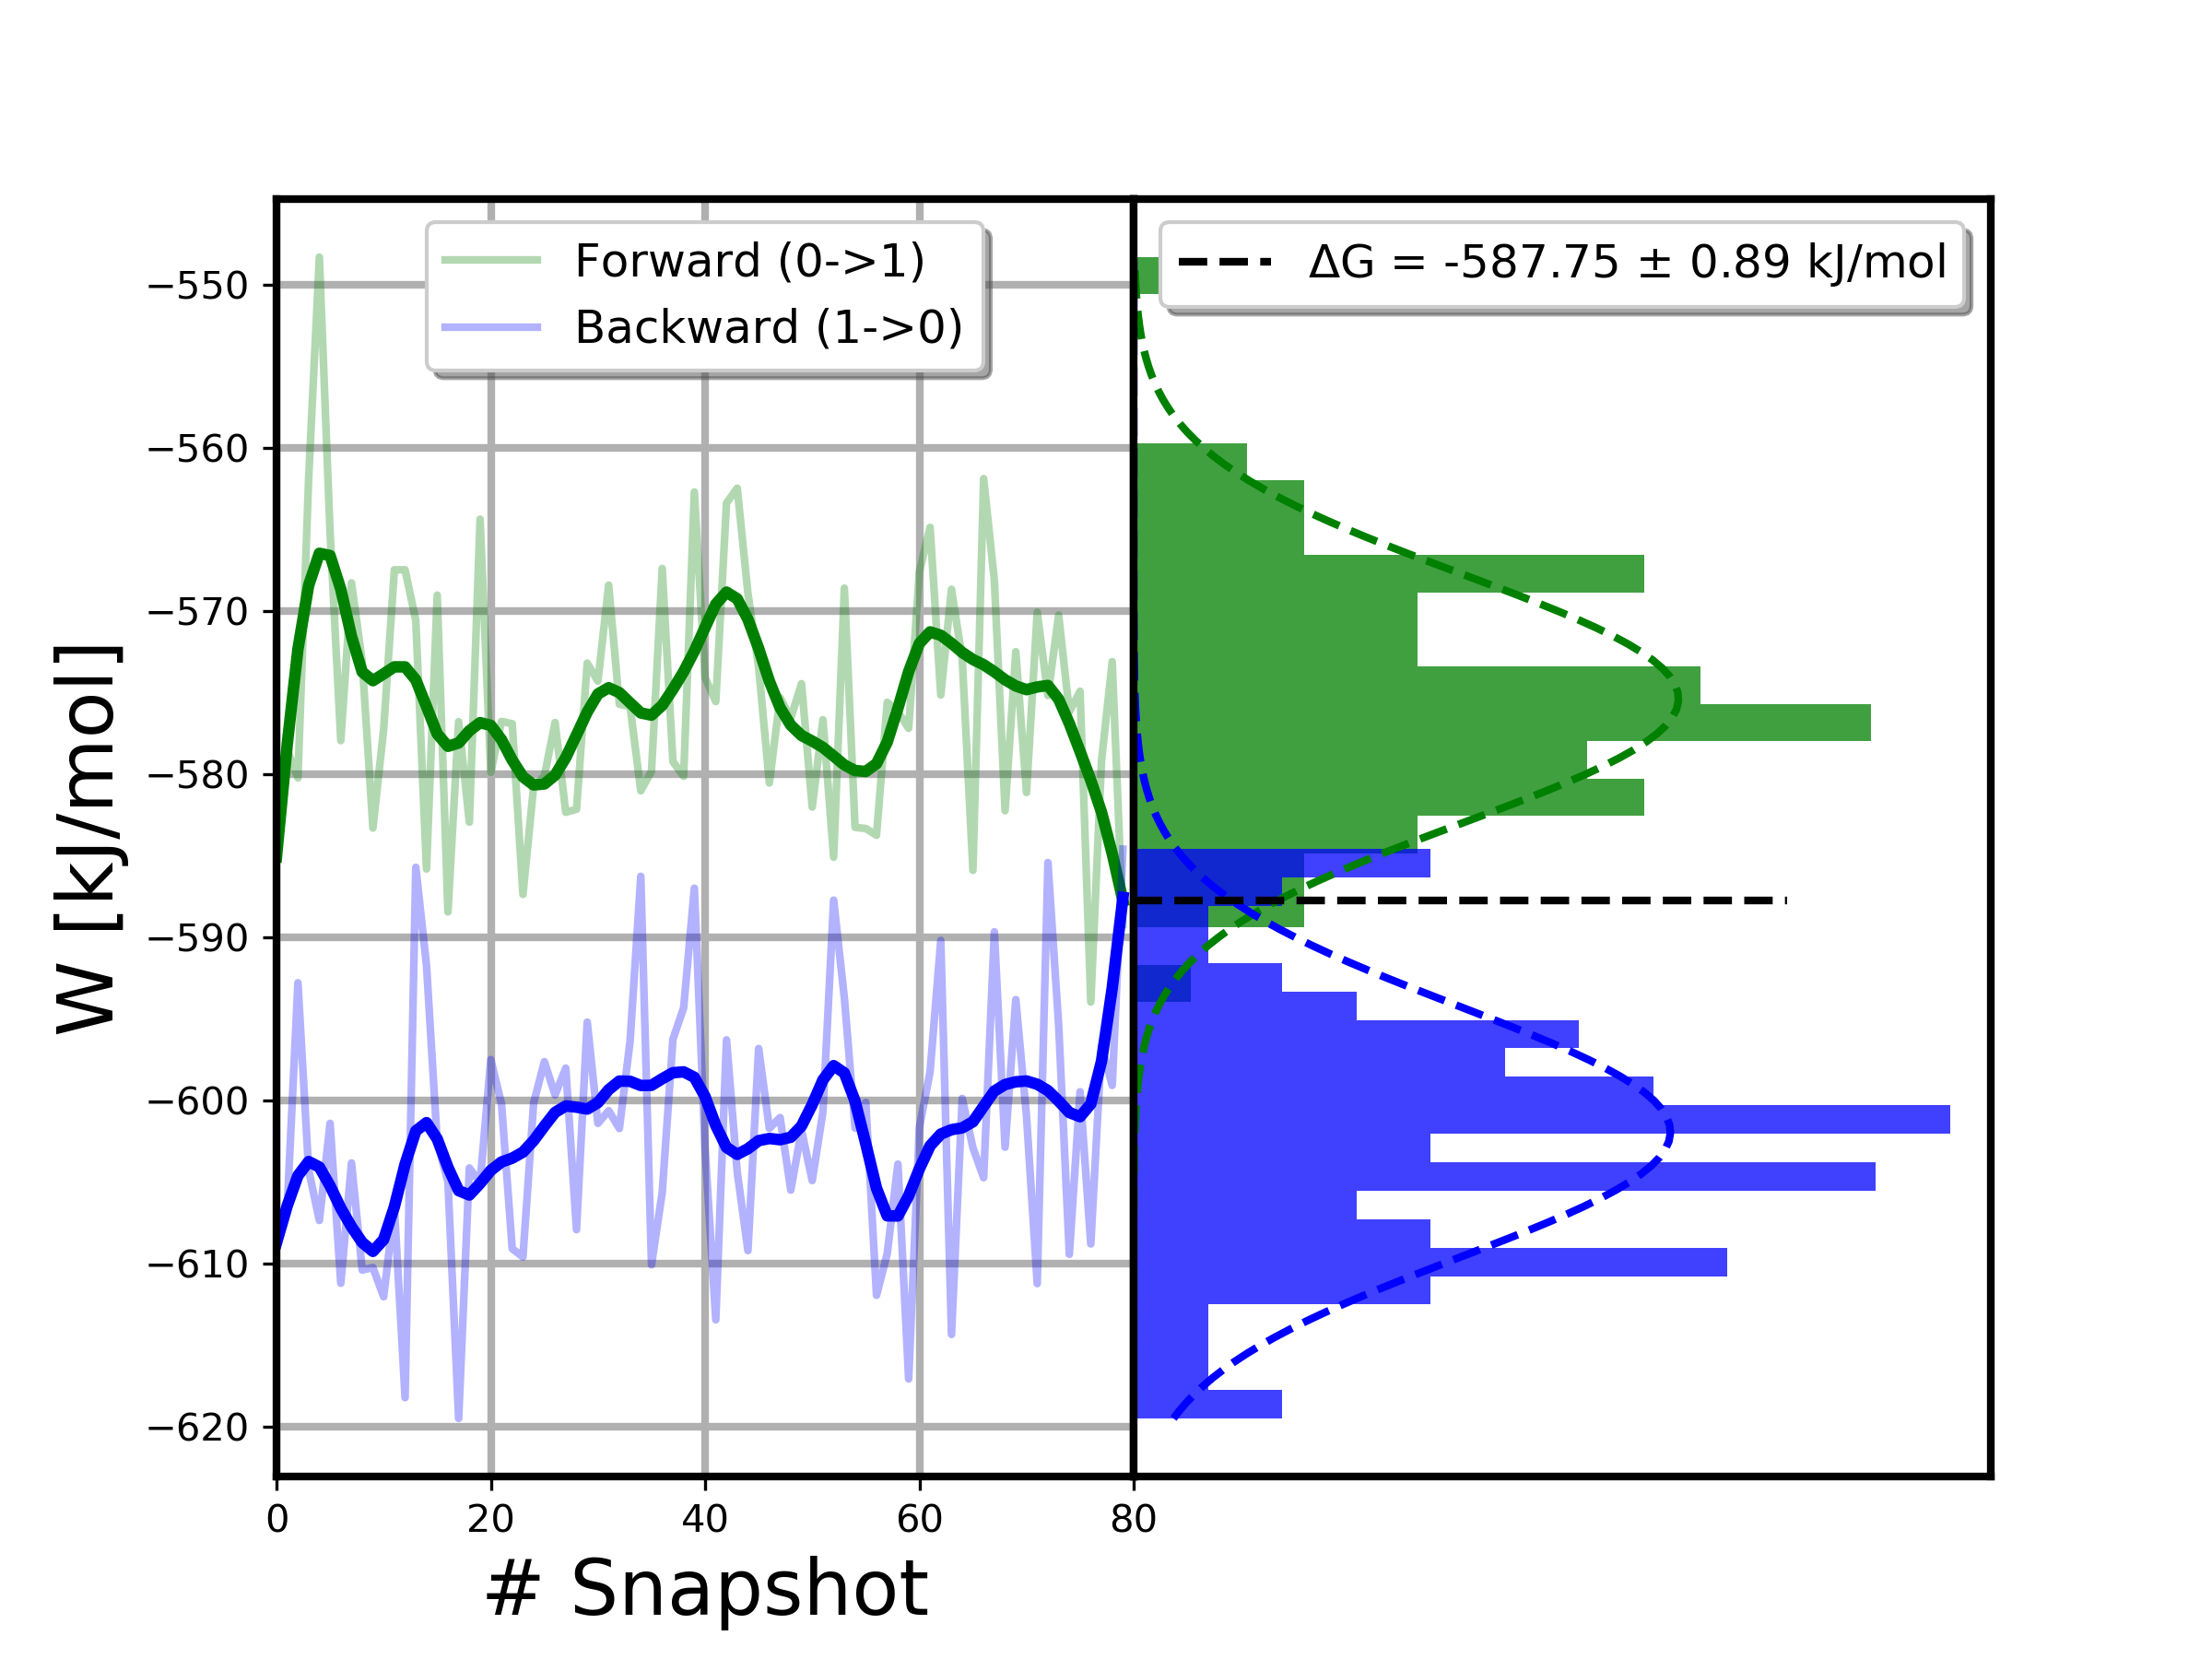 Forward (0->1)
Backward (1->0)
ΔG = -587.75 ± 0.89 kJ/mol
W [kJ/mol]
−550
−560
−570
−580
−590
−600
−610
−620
0 20 40 60 80
# Snapshot